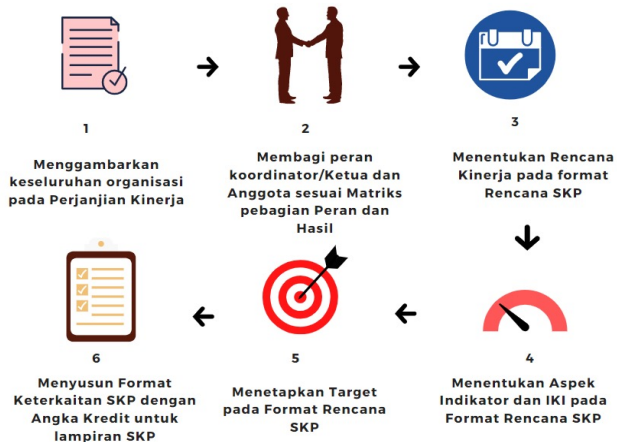 1
Menggambarkan
keseluruhan organisasi
pada Perjanjian Kinerja
2
Membagi peran
koordinator/Ketua dan
Anggota sesuai Matriks
pebagian Peran dan
Hasil
3
Menentukan Rencana
Kinerja pada format
Rencana SKP
4
Menentukan Aspek
Indikator dan IKI pada
Format Rencana SKP
5
Menetapkan Target
pada Format Rencana
SKP
6
Menyusun Format
Keterkaitan SKP dengan
Angka Kredit untuk
lampiran SKP